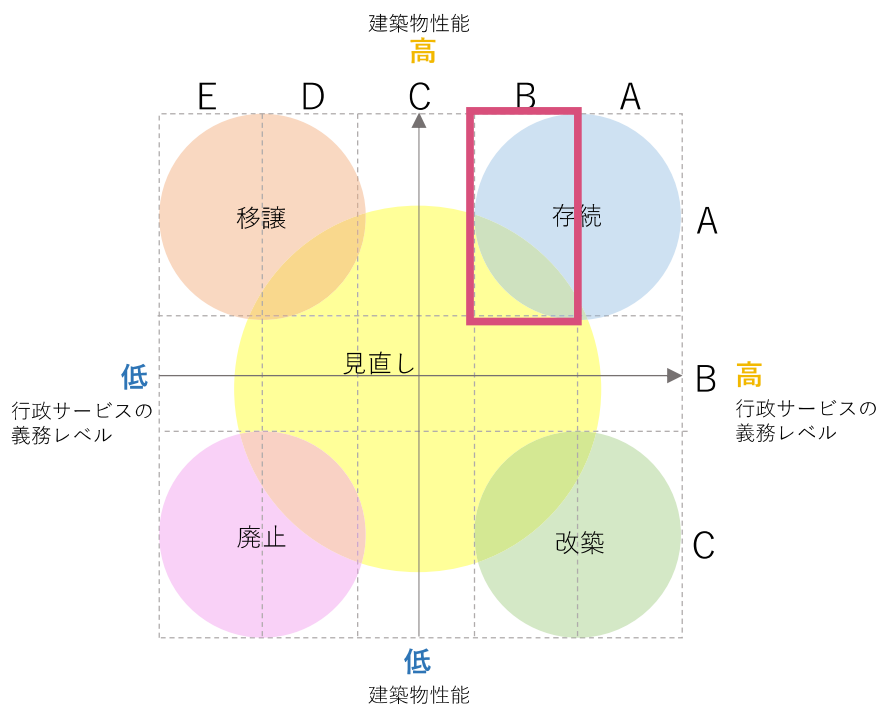 建築物性能
高
E D C B A
移譲
存続
A
見直し
低
行政サービスの
義務レベル
B
高
行政サービスの
義務レベル
廃止
改築
C
低
建築物性能